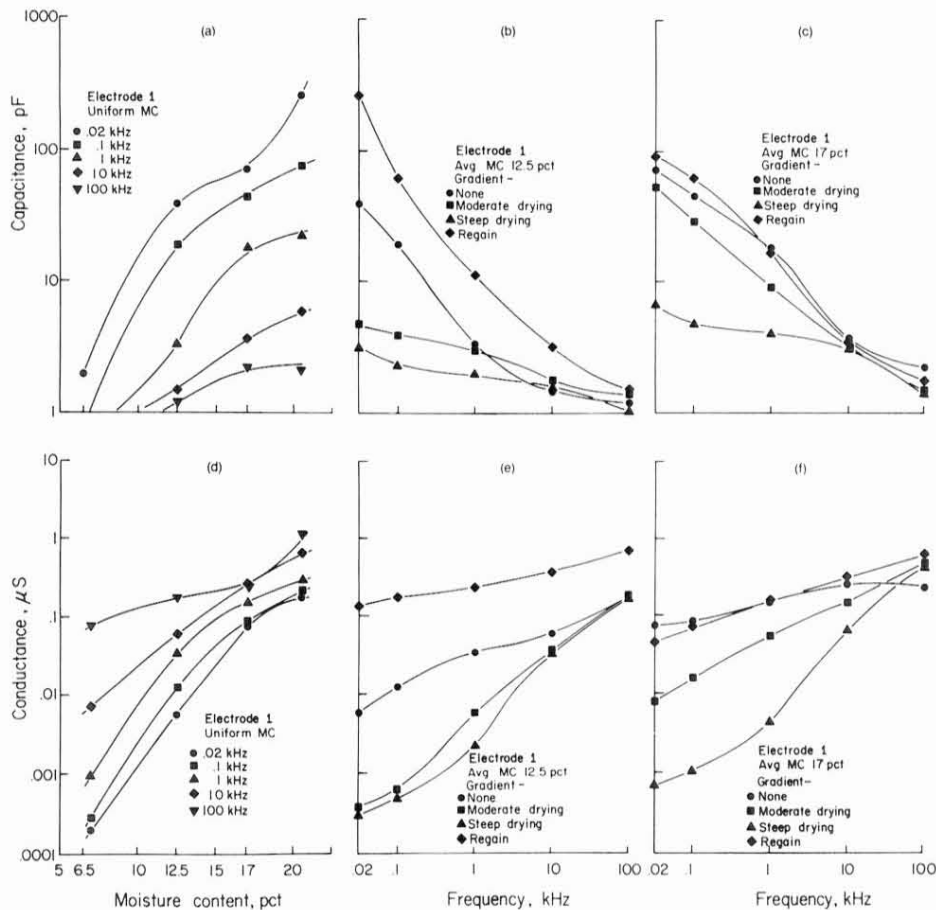 (a)
(b)
(c)
Capacitance, pF
1000
100
10
1
Electrode 1
Uniform MC
.02 kHz
.1 kHz
1 kHz
10 kHz
100 kHz
Electrode 1
Avg MC 12.5 pct
Gradient –
None
Moderate drying
Steep drying
Regain
Electrode 1
Avg MC 17 pct
Gradient –
None
Moderate drying
Steep drying
Regain
(d)
(e)
(f)
Conductance, μS
10
1
.1
.01
.001
.0001
Electrode 1
Uniform MC
.02 kHz
.1 kHz
1 kHz
10 kHz
100 kHz
Electrode 1
Avg MC 12.5 pct
Gradient –
None
Moderate drying
Steep drying
Regain
Electrode 1
Avg MC 17 pct
Gradient –
None
Moderate drying
Steep drying
Regain
5 6.5 10 12.5 15 17 20
.02 .1 1 10 100
.02 .1 1 10 100
Moisture content, pct
Frequency, kHz
Frequency, kHz